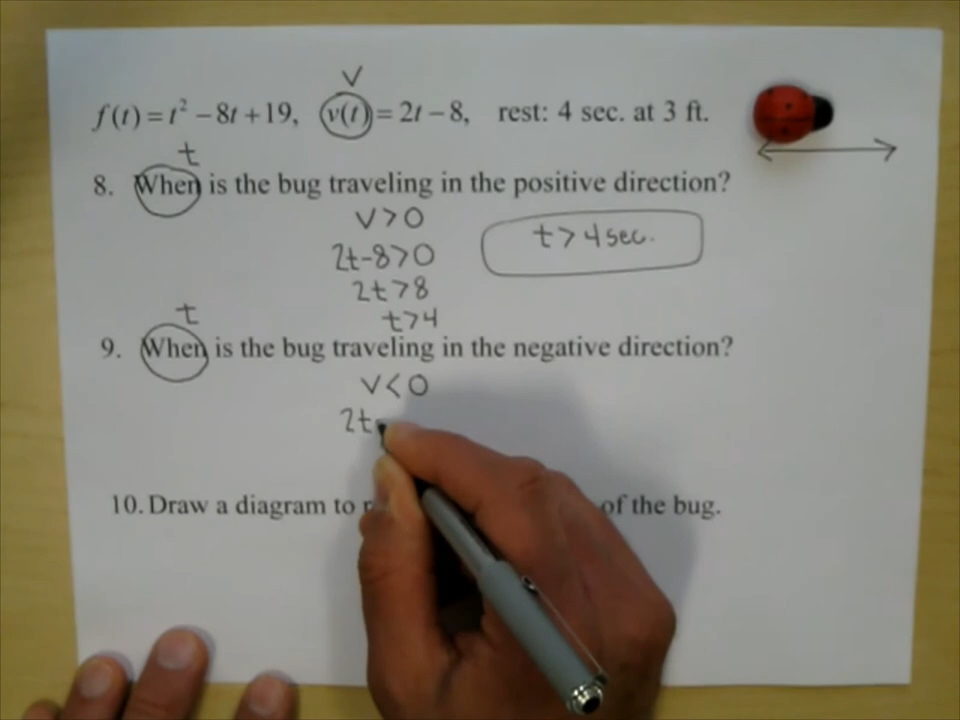 v
f(t) = t² − 8t + 19, v(t) = 2t − 8, rest: 4 sec. at 3 ft.
t
8. When is the bug traveling in the positive direction?
v > 0
t > 4 sec.
2t - 8 > 0
2t > 8
t > 4
t
9. When is the bug traveling in the negative direction?
v < 0
2t
10. Draw a diagram to of the bug.